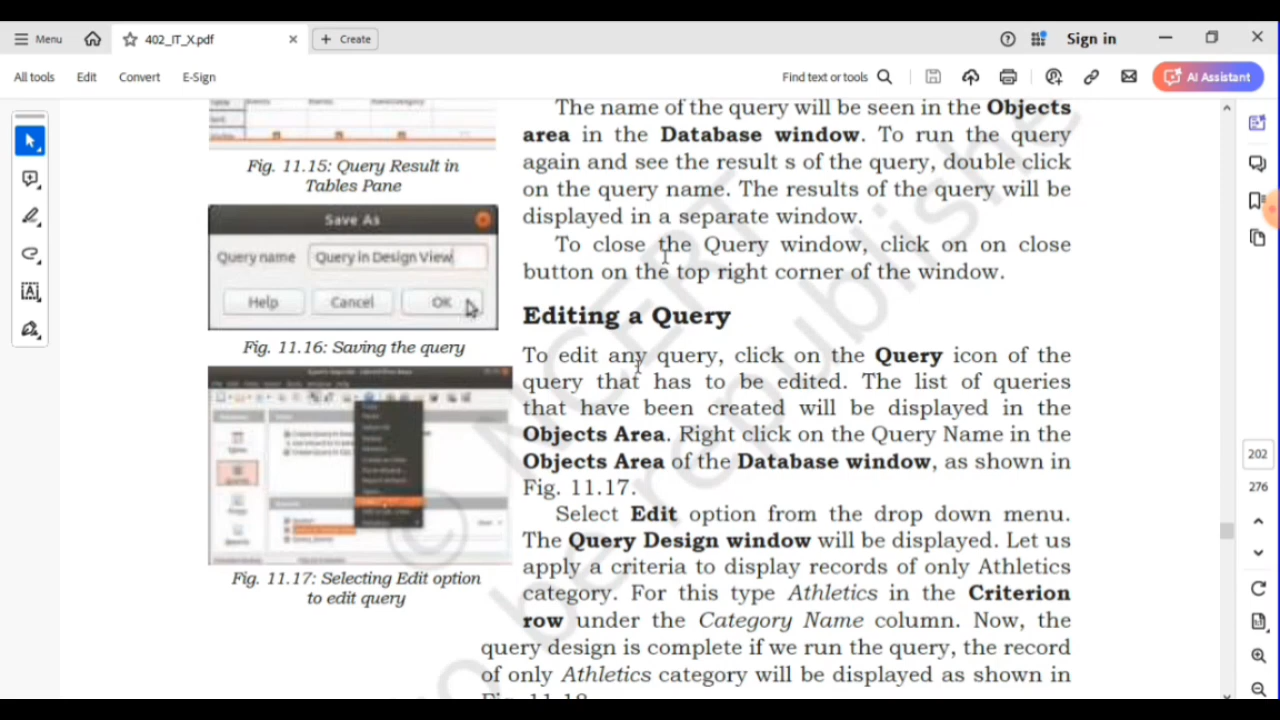 Menu
402_IT_X.pdf
Create
Sign in
All tools
Edit
Convert
E-Sign
Find text or tools
AI Assistant
Fig. 11.15: Query Result in
Tables Pane
Save As
Query name
Query in Design View
Help
Cancel
OK
Fig. 11.16: Saving the query
Fig. 11.17: Selecting Edit option
to edit query
The name of the query will be seen in the Objects
area in the Database window. To run the query
again and see the result s of the query, double click
on the query name. The results of the query will be
displayed in a separate window.
To close the Query window, click on on close
button on the top right corner of the window.
Editing a Query
To edit any query, click on the Query icon of the
query that has to be edited. The list of queries
that have been created will be displayed in the
Objects Area. Right click on the Query Name in the
Objects Area of the Database window, as shown in
Fig. 11.17.
Select Edit option from the drop down menu.
The Query Design window will be displayed. Let us
apply a criteria to display records of only Athletics
category. For this type Athletics in the Criterion
row under the Category Name column. Now, the
query design is complete if we run the query, the record
of only Athletics category will be displayed as shown in
Fig. 11.18.
202
276
© NCERT
o be republishe